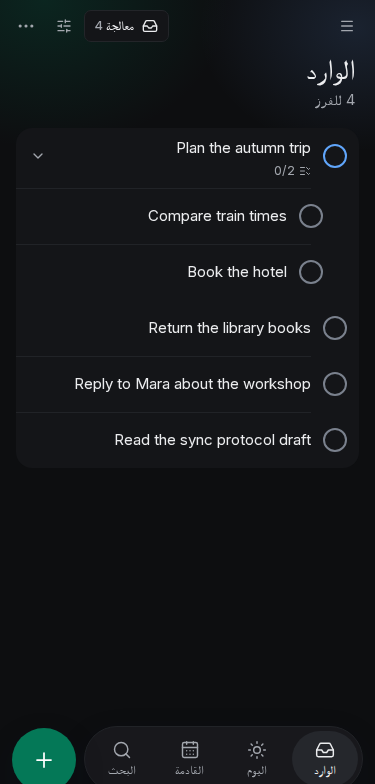 معالجة 4
الوارد
4 للفرز
Plan the autumn trip
0/2
Compare train times
Book the hotel
Return the library books
Reply to Mara about the workshop
Read the sync protocol draft
الوارد
اليوم
القادمة
البحث